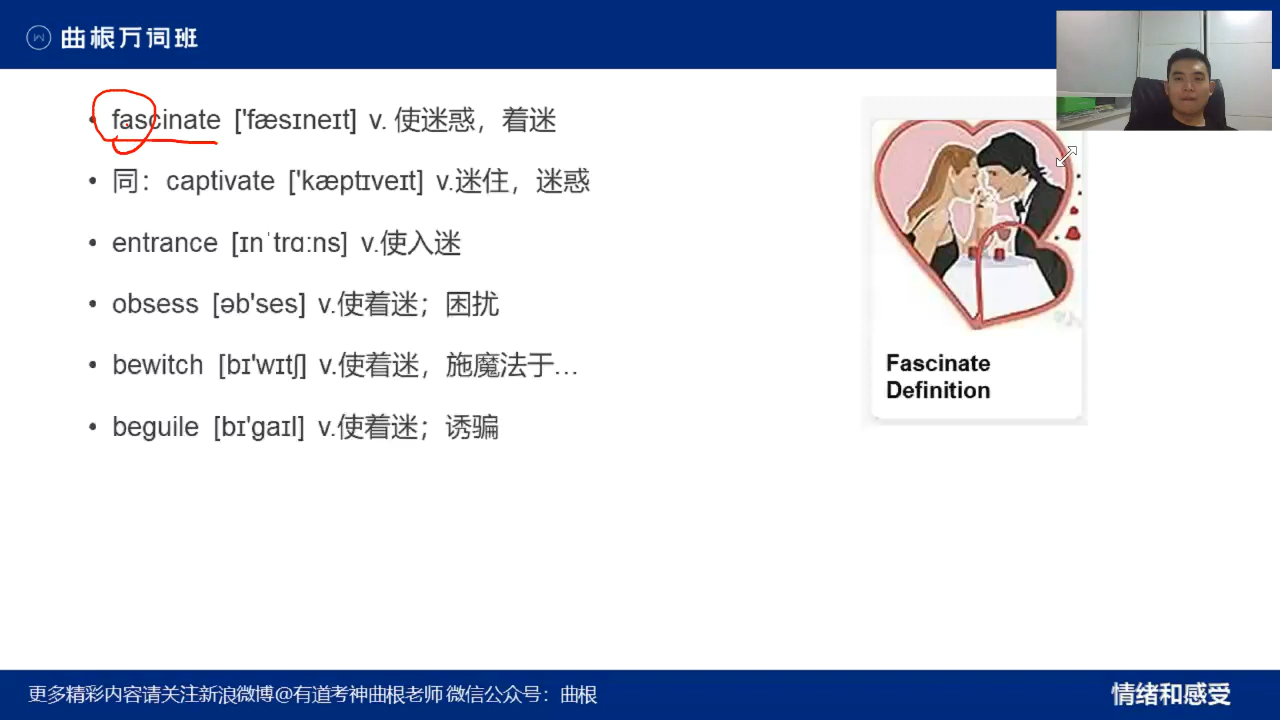 曲根万词班
fascinate ['fæsɪneɪt] v. 使迷惑，着迷
同：captivate ['kæptɪveɪt] v.迷住，迷惑
entrance [ɪnˈtrɑːns] v.使入迷
obsess [əb'ses] v.使着迷；困扰
bewitch [bɪ'wɪtʃ] v.使着迷，施魔法于…
beguile [bɪ'gaɪl] v.使着迷；诱骗
Fascinate
Definition
更多精彩内容请关注新浪微博@有道考神曲根老师 微信公众号：曲根
情绪和感受